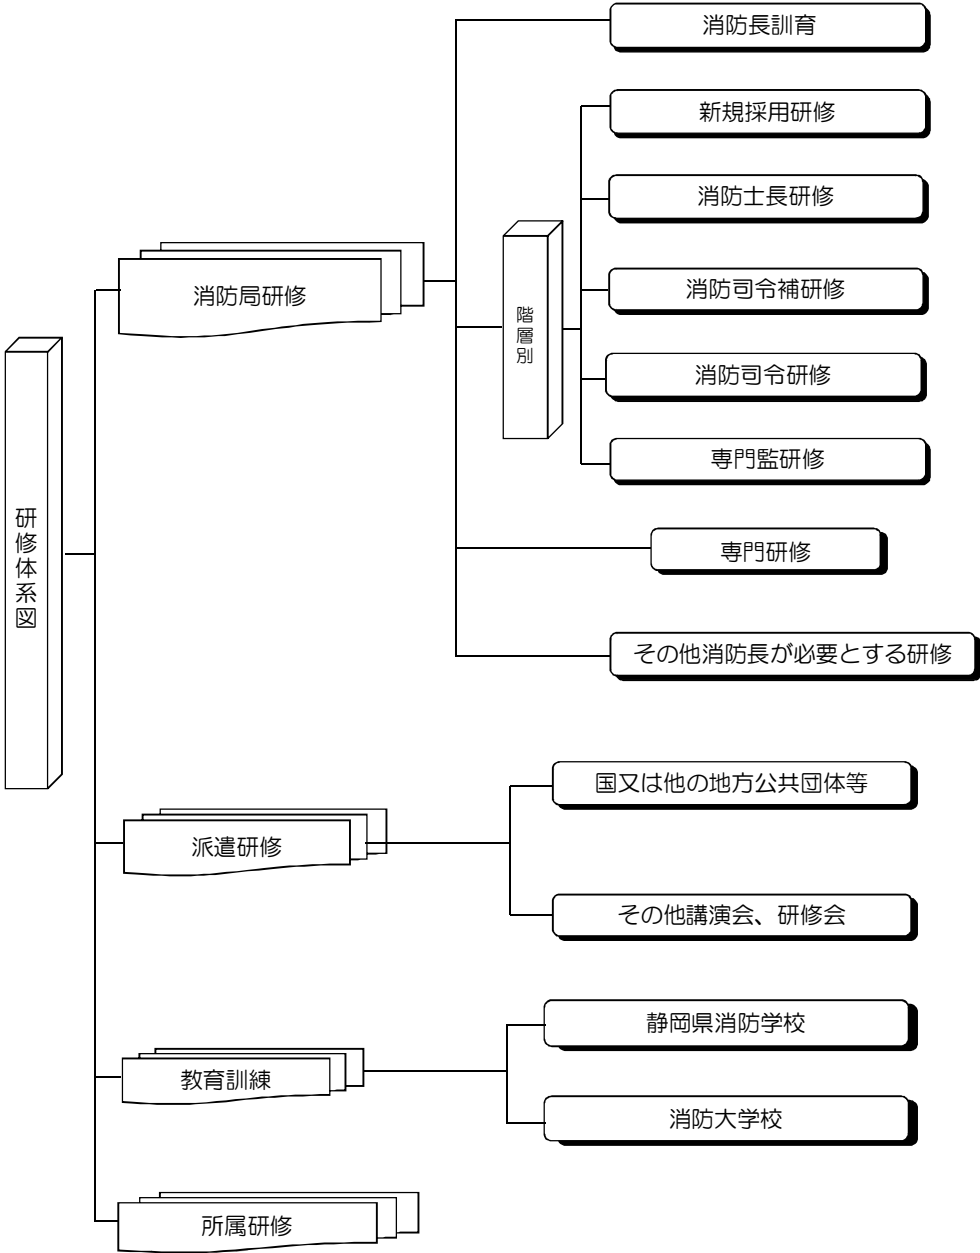 研修体系図
消防局研修
消防長訓育
階層別
新規採用研修
消防士長研修
消防司令補研修
消防司令研修
専門監研修
専門研修
その他消防長が必要とする研修
派遣研修
国又は他の地方公共団体等
その他講演会、研修会
教育訓練
静岡県消防学校
消防大学校
所属研修